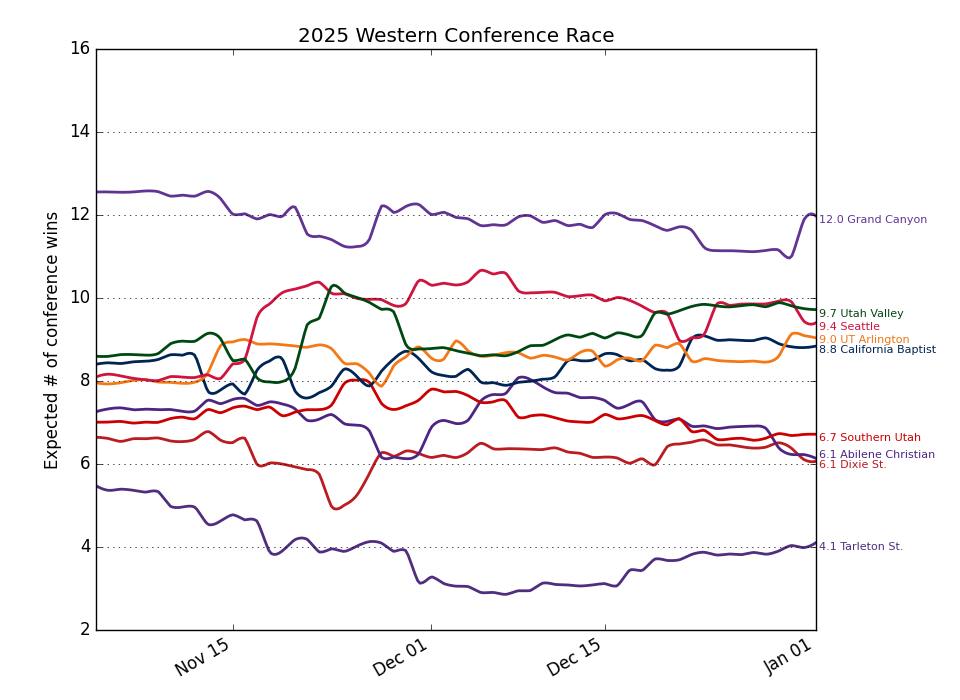 2025 Western Conference Race
Expected # of conference wins
16
14
12
10
8
6
4
2
12.0 Grand Canyon
9.7 Utah Valley
9.4 Seattle
9.0 UT Arlington
8.8 California Baptist
6.7 Southern Utah
6.1 Abilene Christian
6.1 Dixie St.
4.1 Tarleton St.
Nov 15
Dec 01
Dec 15
Jan 01